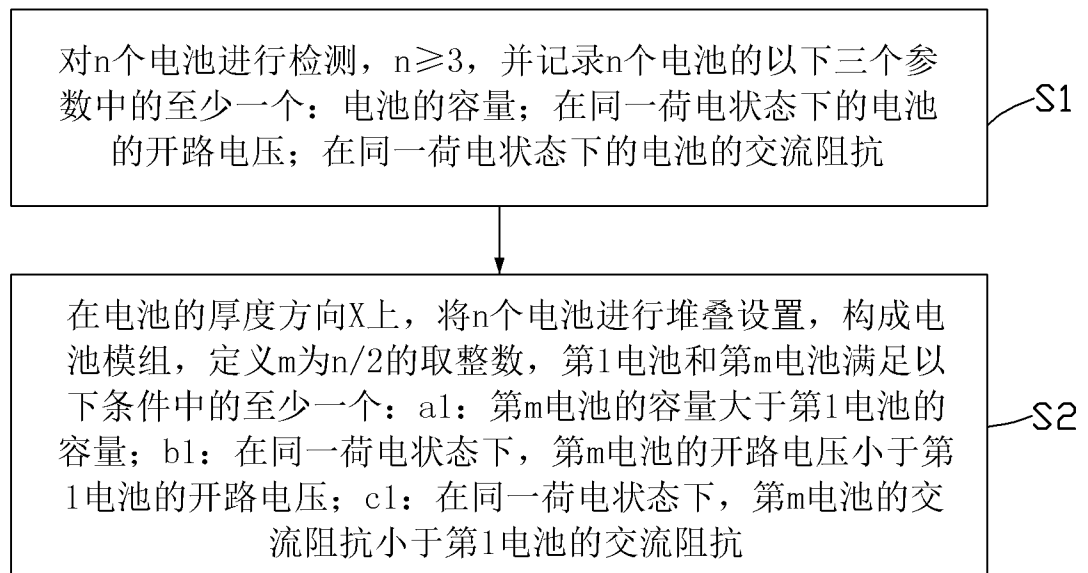 对n个电池进行检测，n≥3，并记录n个电池的以下三个参
数中的至少一个：电池的容量；在同一荷电状态下的电池
的开路电压；在同一荷电状态下的电池的交流阻抗
S1
在电池的厚度方向X上，将n个电池进行堆叠设置，构成电
池模组，定义m为n/2的取整数，第1电池和第m电池满足以
下条件中的至少一个：a1：第m电池的容量大于第1电池的
容量；b1：在同一荷电状态下，第m电池的开路电压小于第
1电池的开路电压；c1：在同一荷电状态下，第m电池的交
流阻抗小于第1电池的交流阻抗
S2